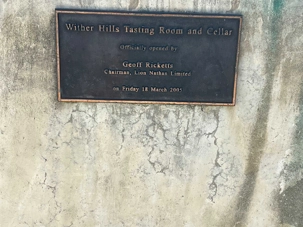 Wither Hills Tasting Room and Cellar
Officially opened by
Geoff Ricketts
Chairman, Lion Nathan Limited
on Friday 18 March 2005